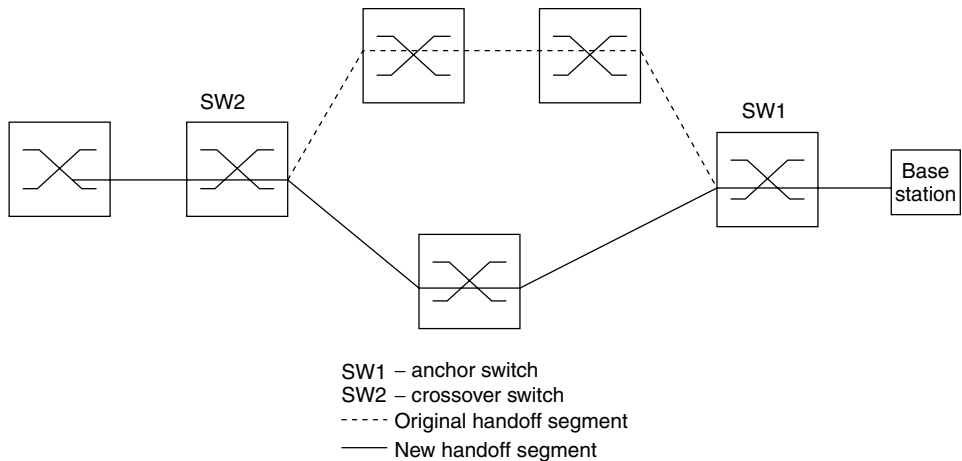 SW2
SW1
Base
station
SW1 – anchor switch
SW2 – crossover switch
Original handoff segment
New handoff segment